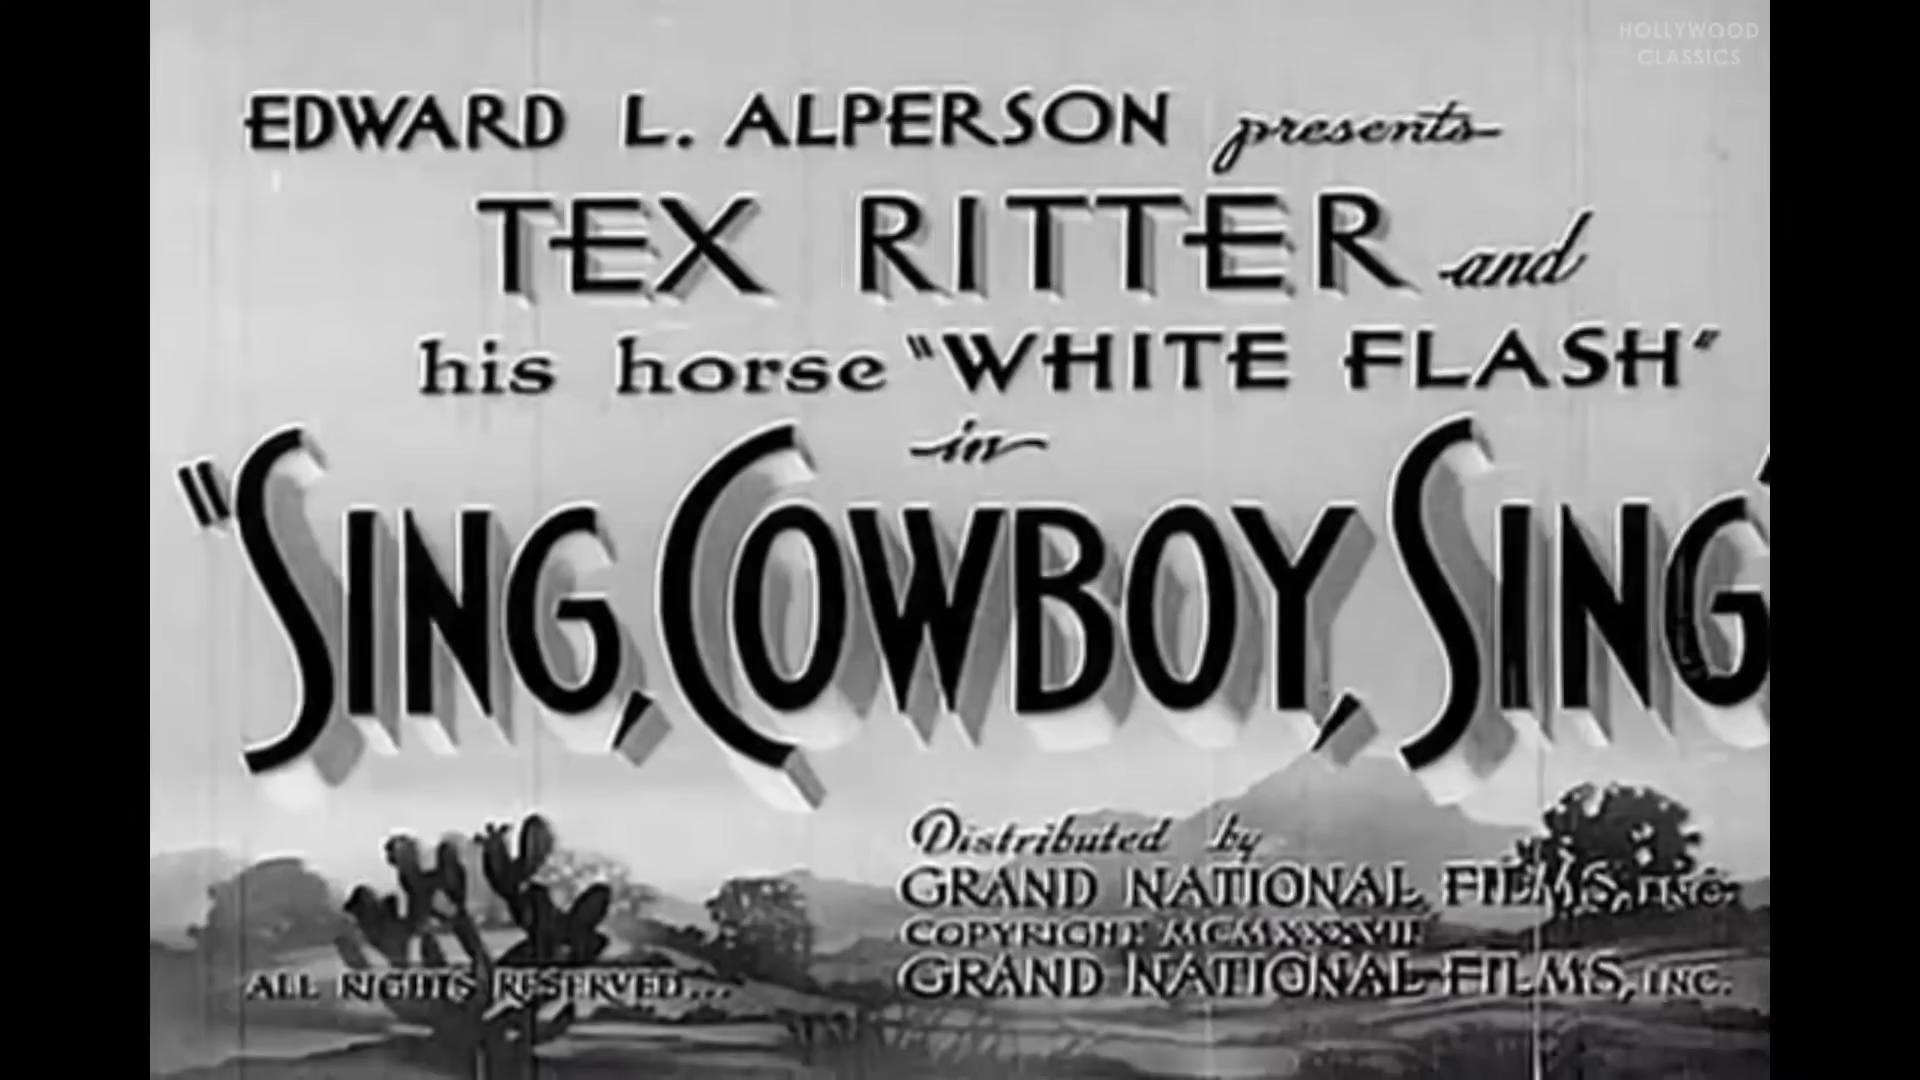 HOLLYWOOD
CLASSICS
EDWARD L. ALPERSON presents
TEX RITTER and
his horse "WHITE FLASH"
in
"SING, COWBOY, SING"
Distributed by
GRAND NATIONAL FILMS, INC.
COPYRIGHT MCMXXXVII
GRAND NATIONAL FILMS, INC.
ALL RIGHTS RESERVED...